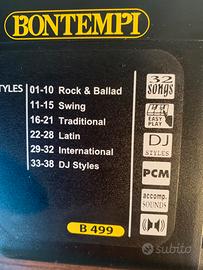 BONTEMPI
STYLES
01-10 Rock & Ballad
11-15 Swing
16-21 Traditional
22-28 Latin
29-32 International
33-38 DJ Styles
32
songs
EASY
PLAY
DJ
STYLES
PCM
accomp.
SOUNDS
B 499
subito